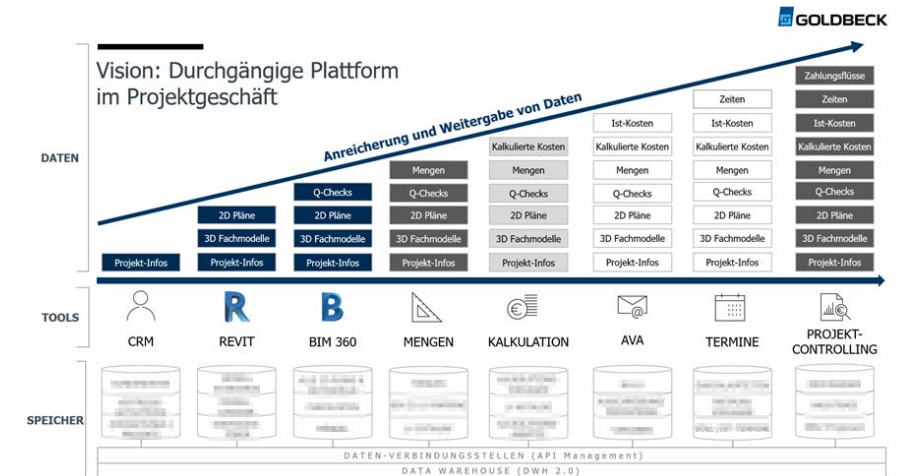 GOLDBECK
Vision: Durchgängige Plattform
im Projektgeschäft
Anreicherung und Weitergabe von Daten
DATEN
Zahlungsflüsse
Zeiten Zeiten
Ist-Kosten Ist-Kosten Ist-Kosten
Kalkulierte Kosten Kalkulierte Kosten Kalkulierte Kosten Kalkulierte Kosten
Mengen Mengen Mengen Mengen Mengen
Q-Checks Q-Checks Q-Checks Q-Checks Q-Checks Q-Checks
2D Pläne 2D Pläne 2D Pläne 2D Pläne 2D Pläne 2D Pläne 2D Pläne
3D Fachmodelle 3D Fachmodelle 3D Fachmodelle 3D Fachmodelle 3D Fachmodelle 3D Fachmodelle 3D Fachmodelle
Projekt-Infos Projekt-Infos Projekt-Infos Projekt-Infos Projekt-Infos Projekt-Infos Projekt-Infos Projekt-Infos
TOOLS
R B
CRM REVIT BIM 360 MENGEN KALKULATION AVA TERMINE PROJEKT-
CONTROLLING
SPEICHER
DATEN-VERBINDUNGSSTELLEN (API Management)
DATA WAREHOUSE (DWH 2.0)